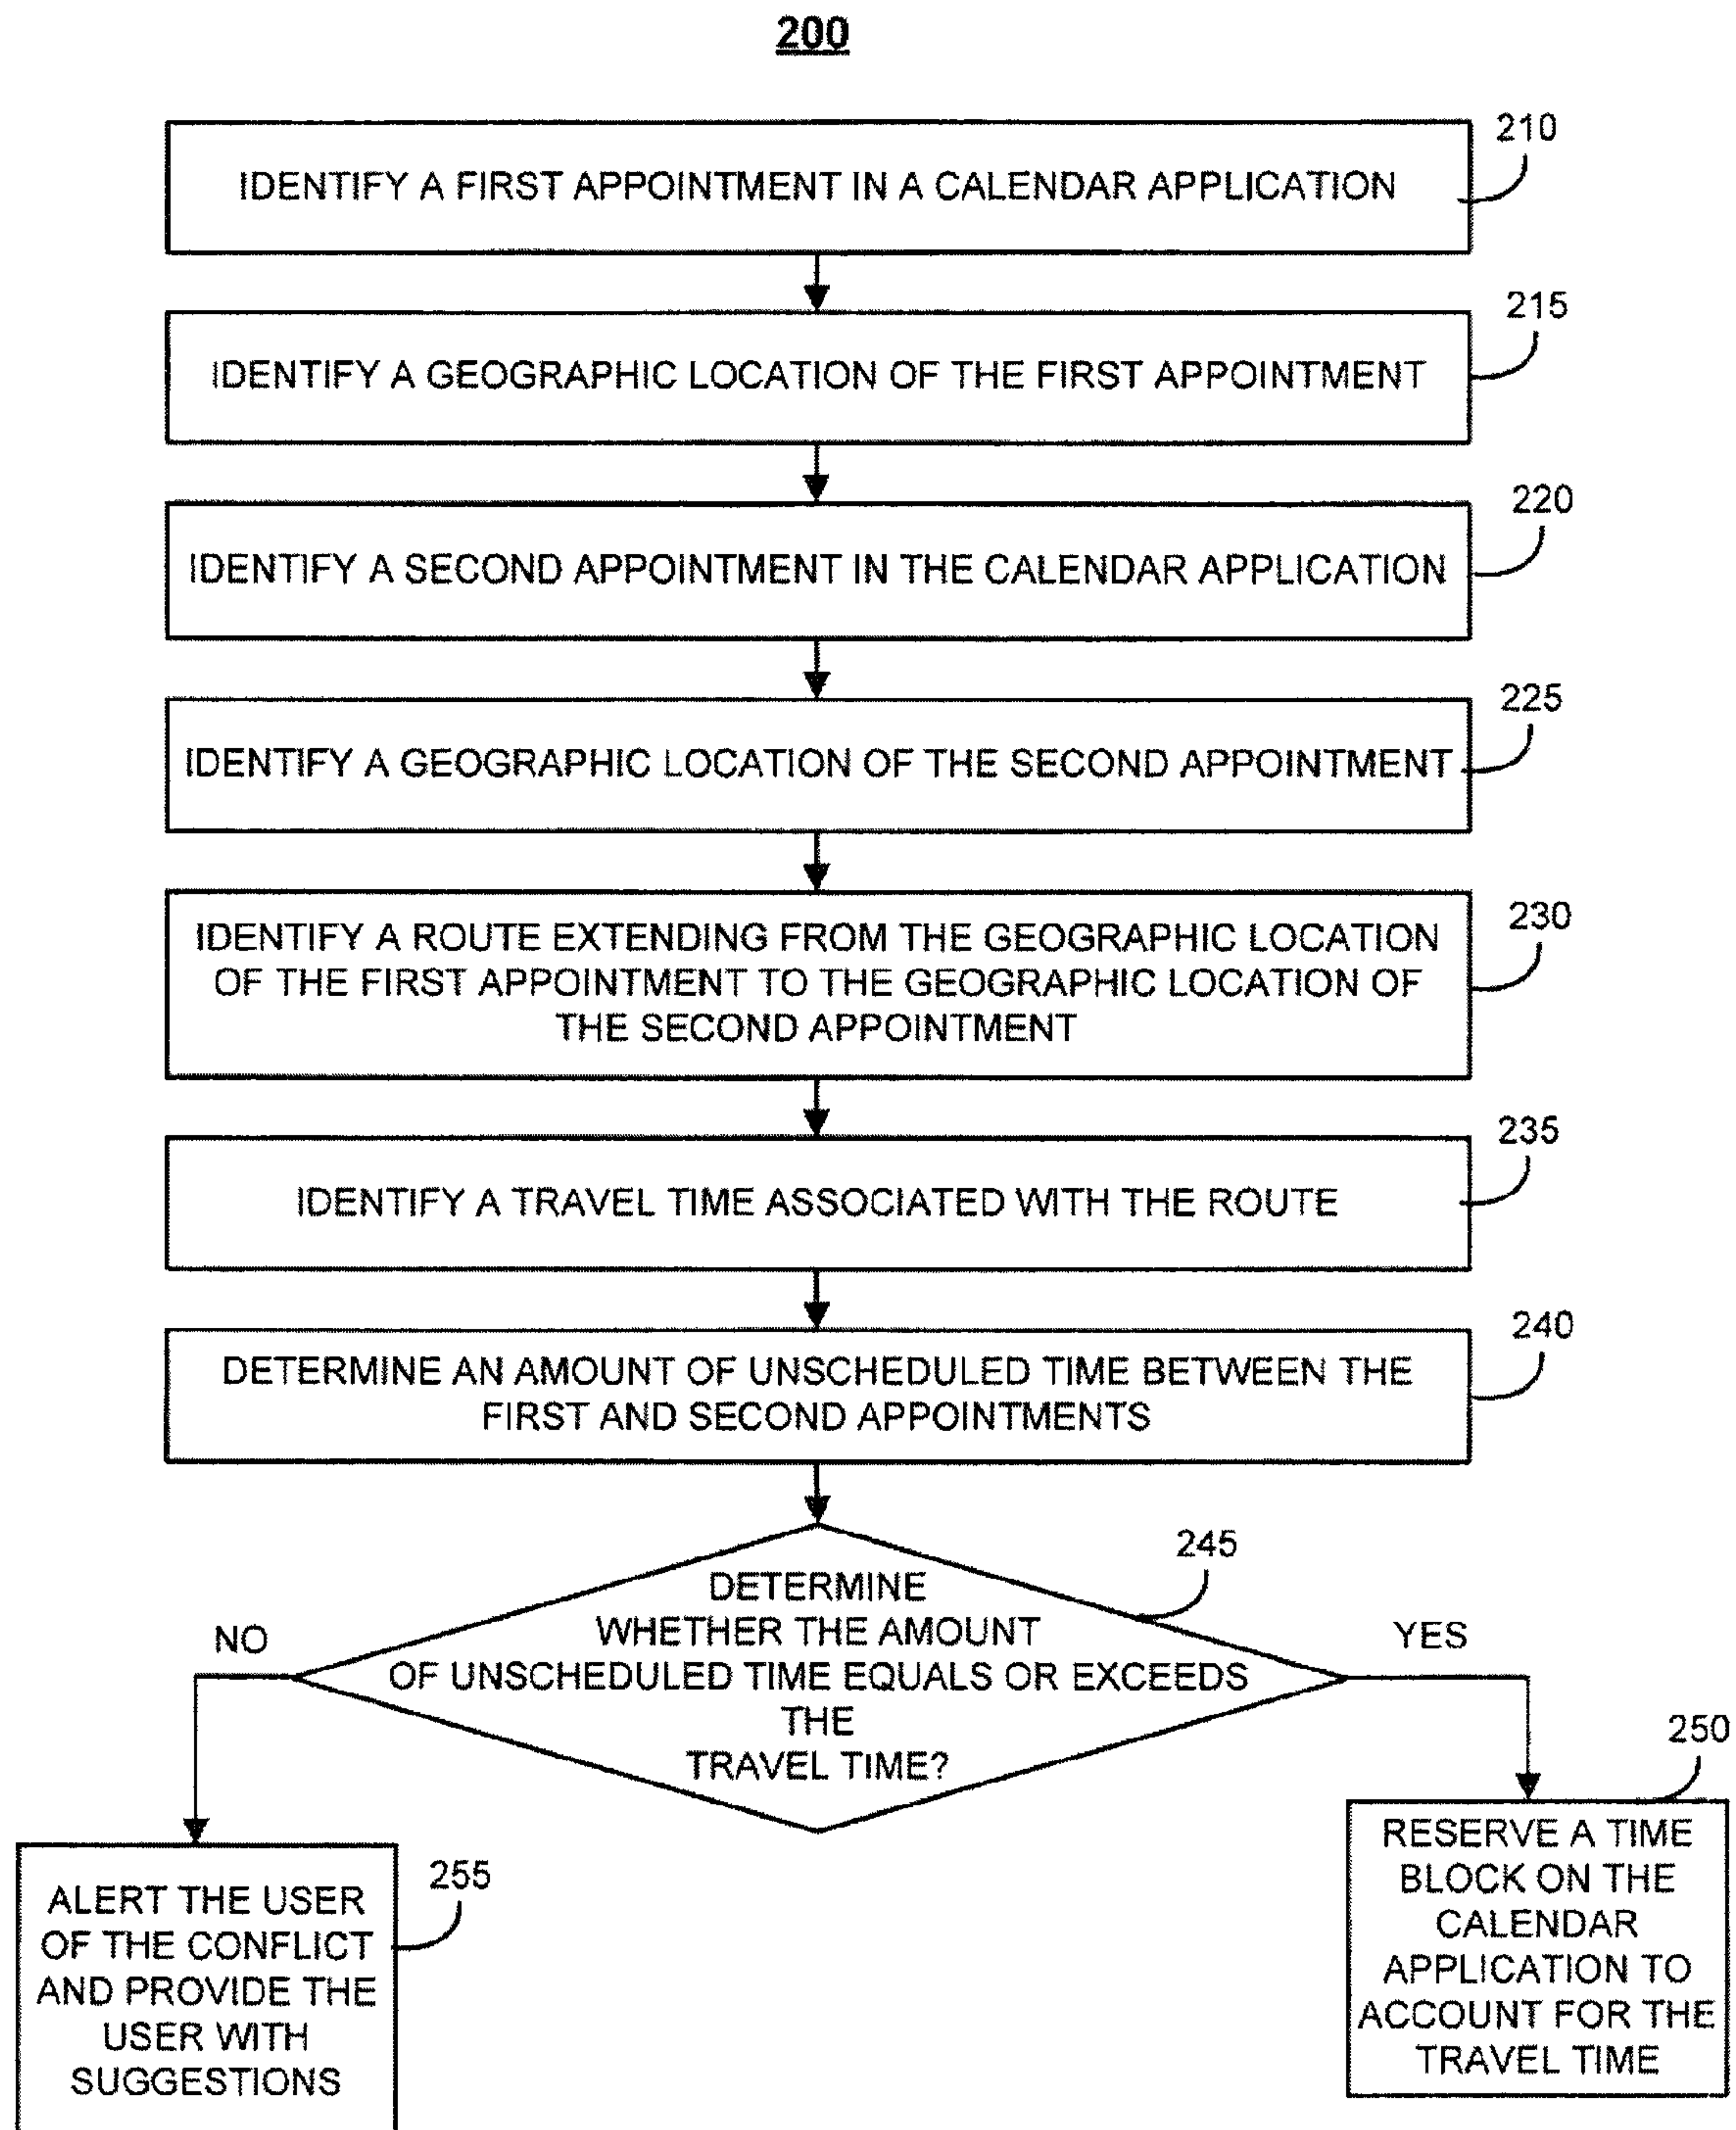 200
210
IDENTIFY A FIRST APPOINTMENT IN A CALENDAR APPLICATION
215
IDENTIFY A GEOGRAPHIC LOCATION OF THE FIRST APPOINTMENT
220
IDENTIFY A SECOND APPOINTMENT IN THE CALENDAR APPLICATION
225
IDENTIFY A GEOGRAPHIC LOCATION OF THE SECOND APPOINTMENT
230
IDENTIFY A ROUTE EXTENDING FROM THE GEOGRAPHIC LOCATION
OF THE FIRST APPOINTMENT TO THE GEOGRAPHIC LOCATION OF
THE SECOND APPOINTMENT
235
IDENTIFY A TRAVEL TIME ASSOCIATED WITH THE ROUTE
240
DETERMINE AN AMOUNT OF UNSCHEDULED TIME BETWEEN THE
FIRST AND SECOND APPOINTMENTS
245
DETERMINE
WHETHER THE AMOUNT
OF UNSCHEDULED TIME EQUALS OR EXCEEDS
THE
TRAVEL TIME?
NO
YES
255
ALERT THE USER
OF THE CONFLICT
AND PROVIDE THE
USER WITH
SUGGESTIONS
250
RESERVE A TIME
BLOCK ON THE
CALENDAR
APPLICATION TO
ACCOUNT FOR THE
TRAVEL TIME